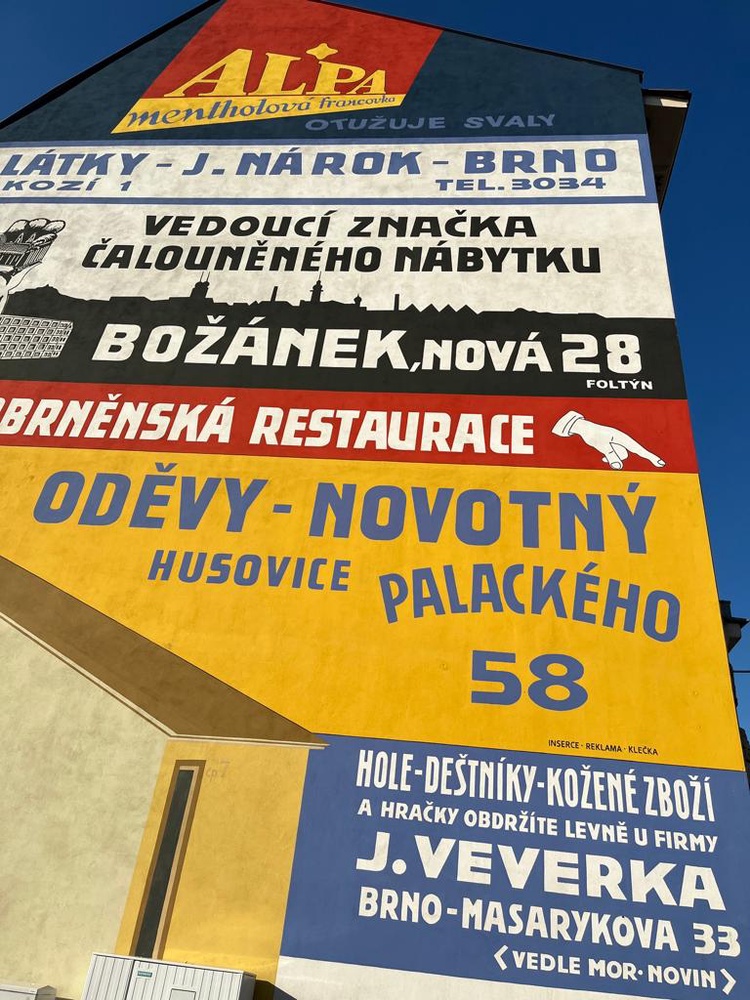 ALPA
mentholová francovka
OTUŽUJE SVALY
LÁTKY - J. NÁROK - BRNO
KOZÍ 1 TEL. 3034
VEDOUCÍ ZNAČKA
ČALOUNĚNÉHO NÁBYTKU
BOŽÁNEK, NOVÁ 28
FOLTÝN
OBRNĚNSKÁ RESTAURACE
ODĚVY - NOVOTNÝ
HUSOVICE PALACKÉHO
58
INSERCE · REKLAMA · KLEČKA
HOLE-DEŠTNÍKY-KOŽENÉ ZBOŽÍ
A HRAČKY OBDRŽÍTE LEVNĚ U FIRMY
J. VEVERKA
BRNO-MASARYKOVA 33
(VEDLE MOR· NOVIN)